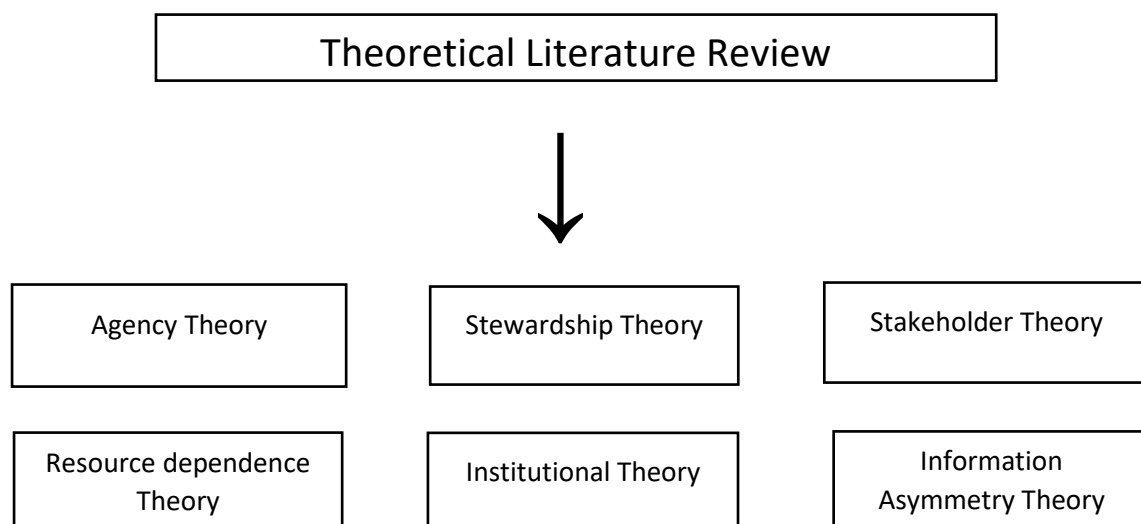 Theoretical Literature Review
Agency Theory
Stewardship Theory
Stakeholder Theory
Resource dependence
Theory
Institutional Theory
Information
Asymmetry Theory